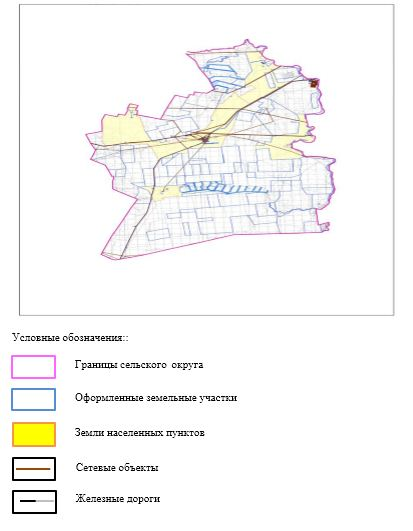 Условные обозначения::
Границы сельского округа
Оформленные земельные участки
Земли населенных пунктов
Сетевые объекты
Железные дороги